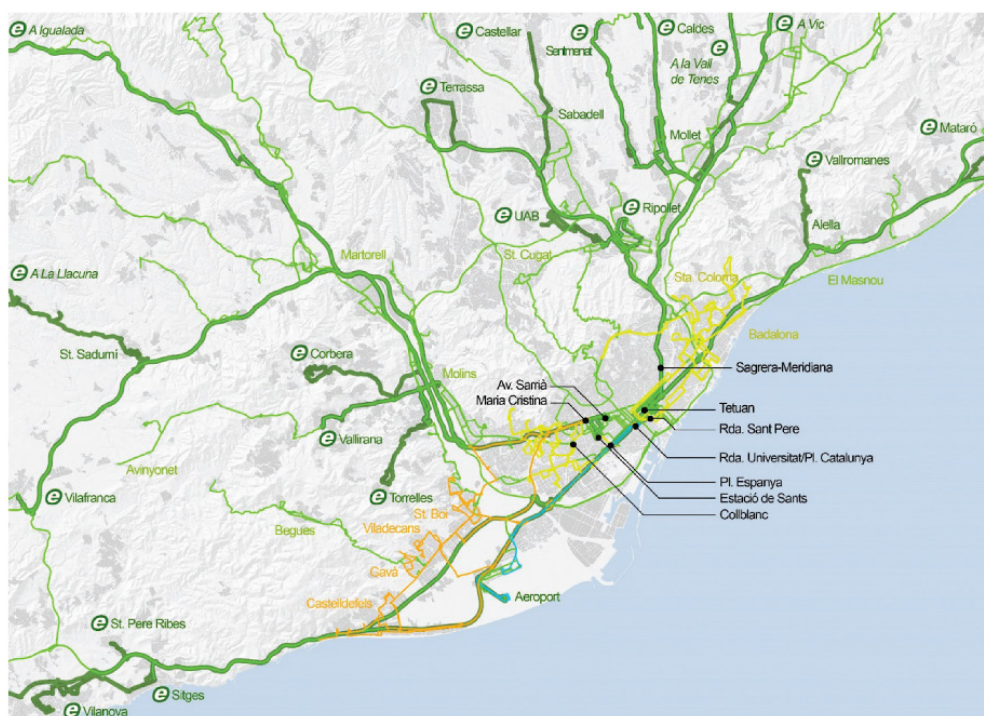 e A Igualada
e Castellar
e
Sentmenat
e Caldes
e
A la Vall
de Tenes
e A Vic
e Terrassa
Sabadell
Mollet
e Mataró
e Vallromanes
e UAB
e Ripollet
Alella
St. Cugat
Martorell
Sta. Coloma
El Masnou
e A La Llacuna
Badalona
St. Sadurní
e Corbera
Molins
Av. Sarrià
Maria Cristina
Sagrera-Meridiana
Tetuan
Rda. Sant Pere
e Vallirana
Rda. Universitat/Pl. Catalunya
Avinyonet
Pl. Espanya
e Vilafranca
e Torrelles
Estació de Sants
St. Boi
Collblanc
Viladecans
Begues
Gavà
Castelldefels
Aeroport
e St. Pere Ribes
e Sitges
e Vilanova